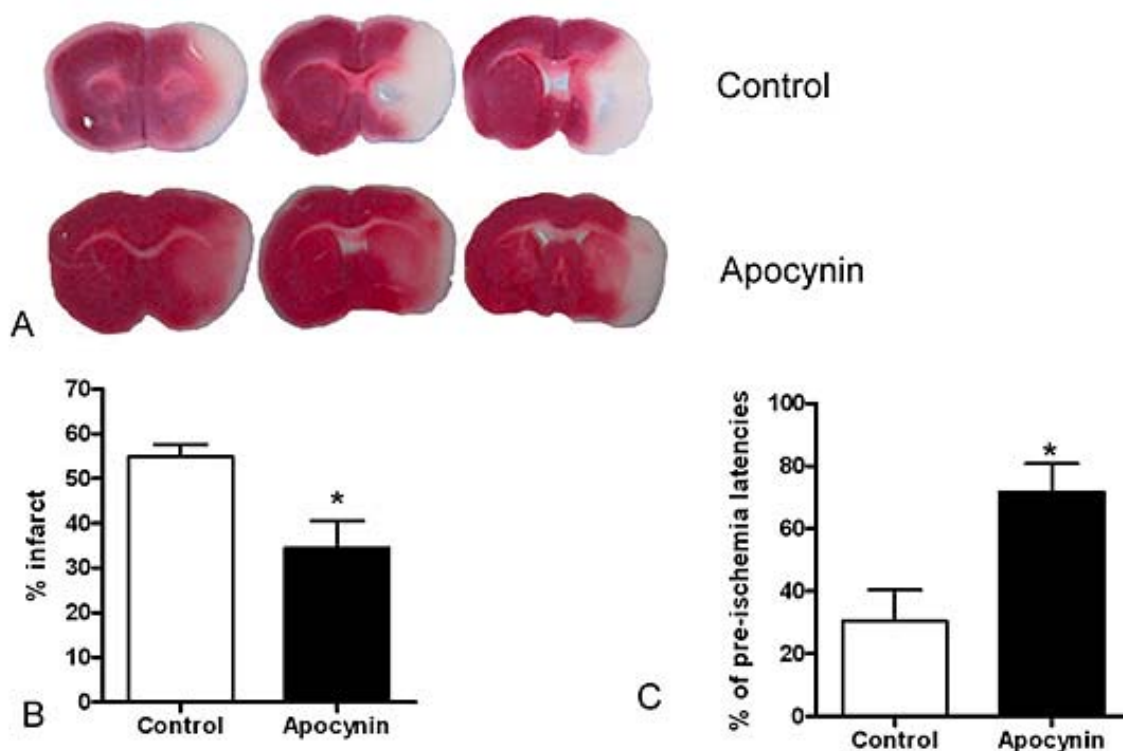 Control
Apocynin
A
% infarct
70
60
50
40
30
20
10
0
*
Control
Apocynin
B
% of pre-ischemia latencies
100
80
60
40
20
0
*
Control
Apocynin
C